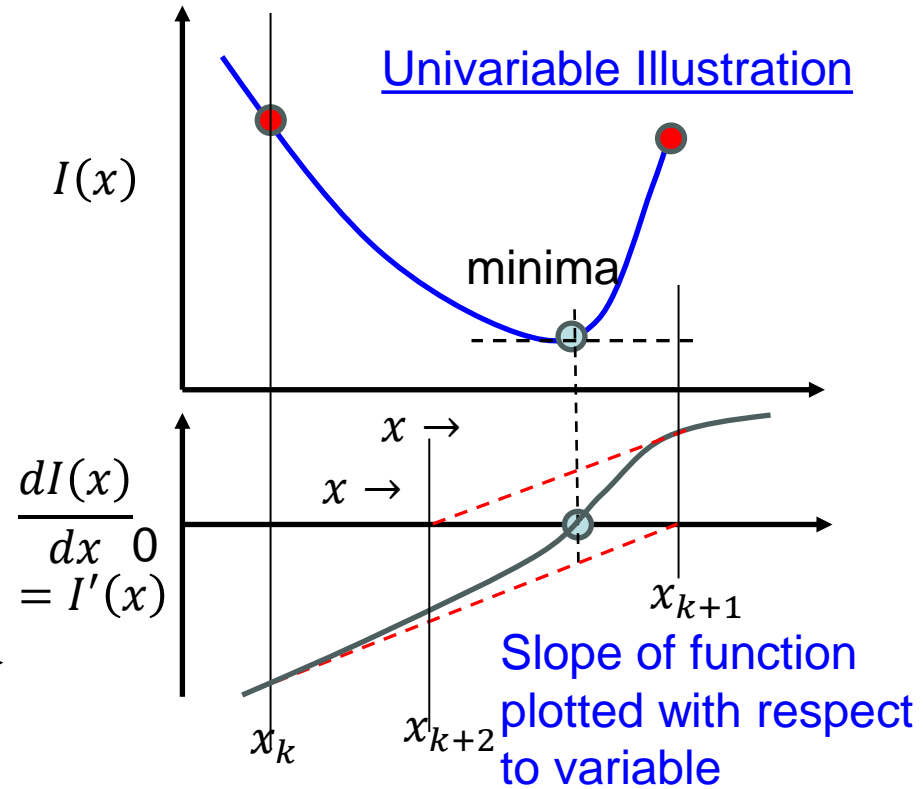 Univariable Illustration
I(x)
minima
x →
x →
dI(x)
dx
0
= I′(x)
x_{k+1}
Slope of function
plotted with respect
to variable
x_k
x_{k+2}